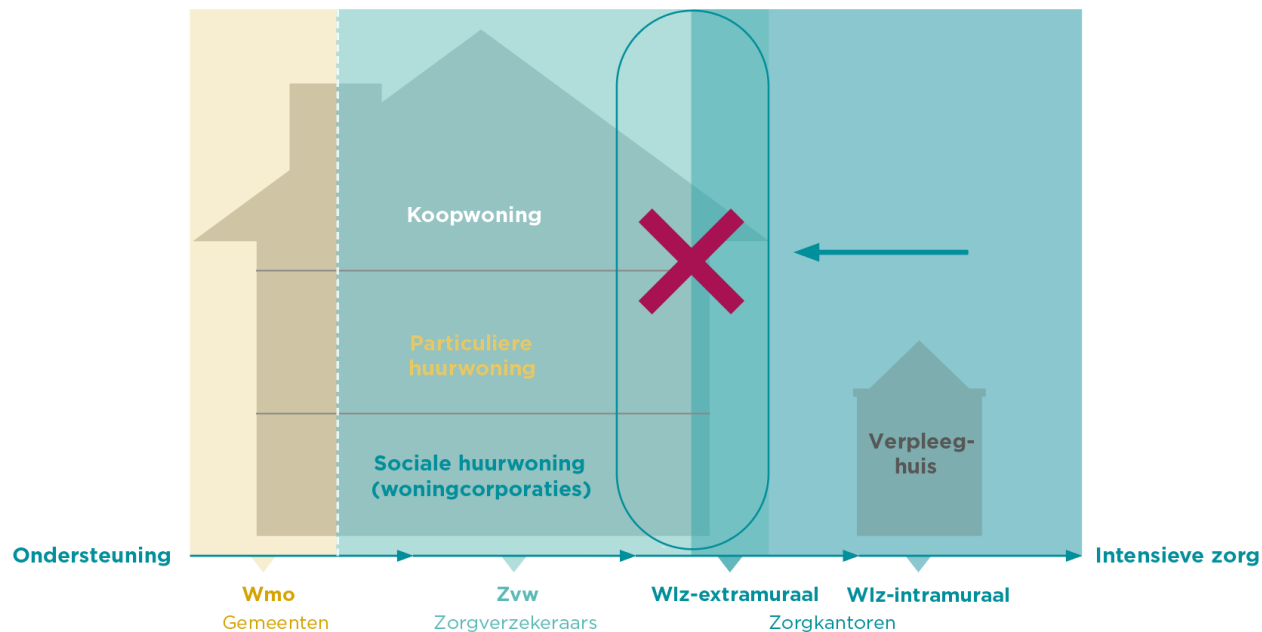 Koopwoning
Particuliere
huurwoning
Sociale huurwoning
(woningcorporaties)
Verpleeg-
huis
Ondersteuning
Intensieve zorg
Wmo
Gemeenten
Zvw
Zorgverzekeraars
Wlz-extramuraal
Wlz-intramuraal
Zorgkantoren